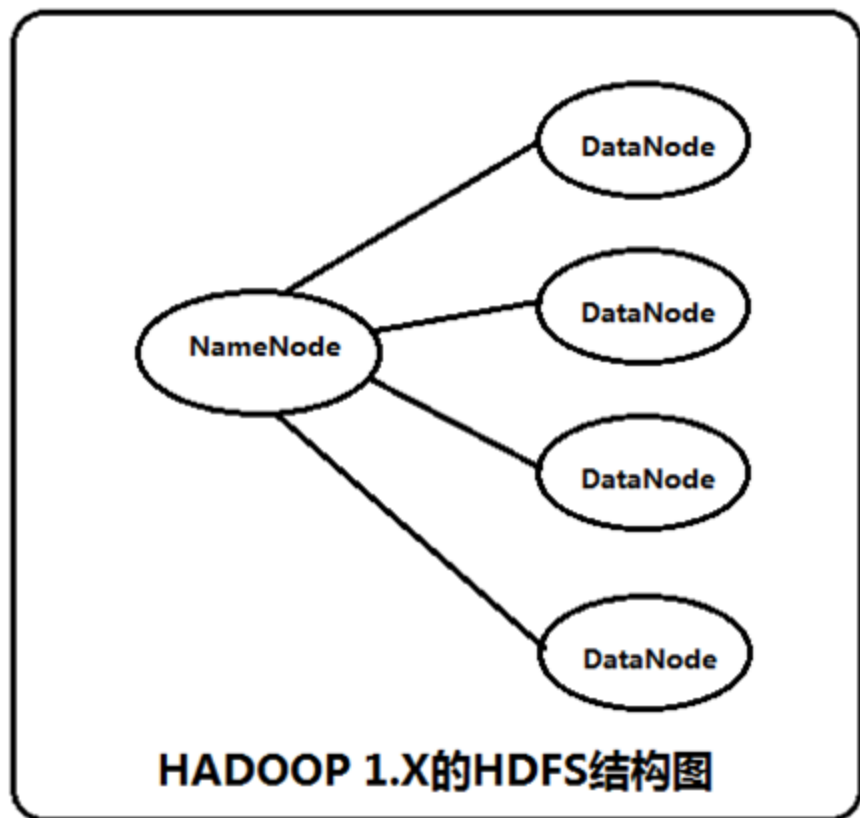 DataNode
DataNode
NameNode
DataNode
DataNode
HADOOP 1.X的HDFS结构图